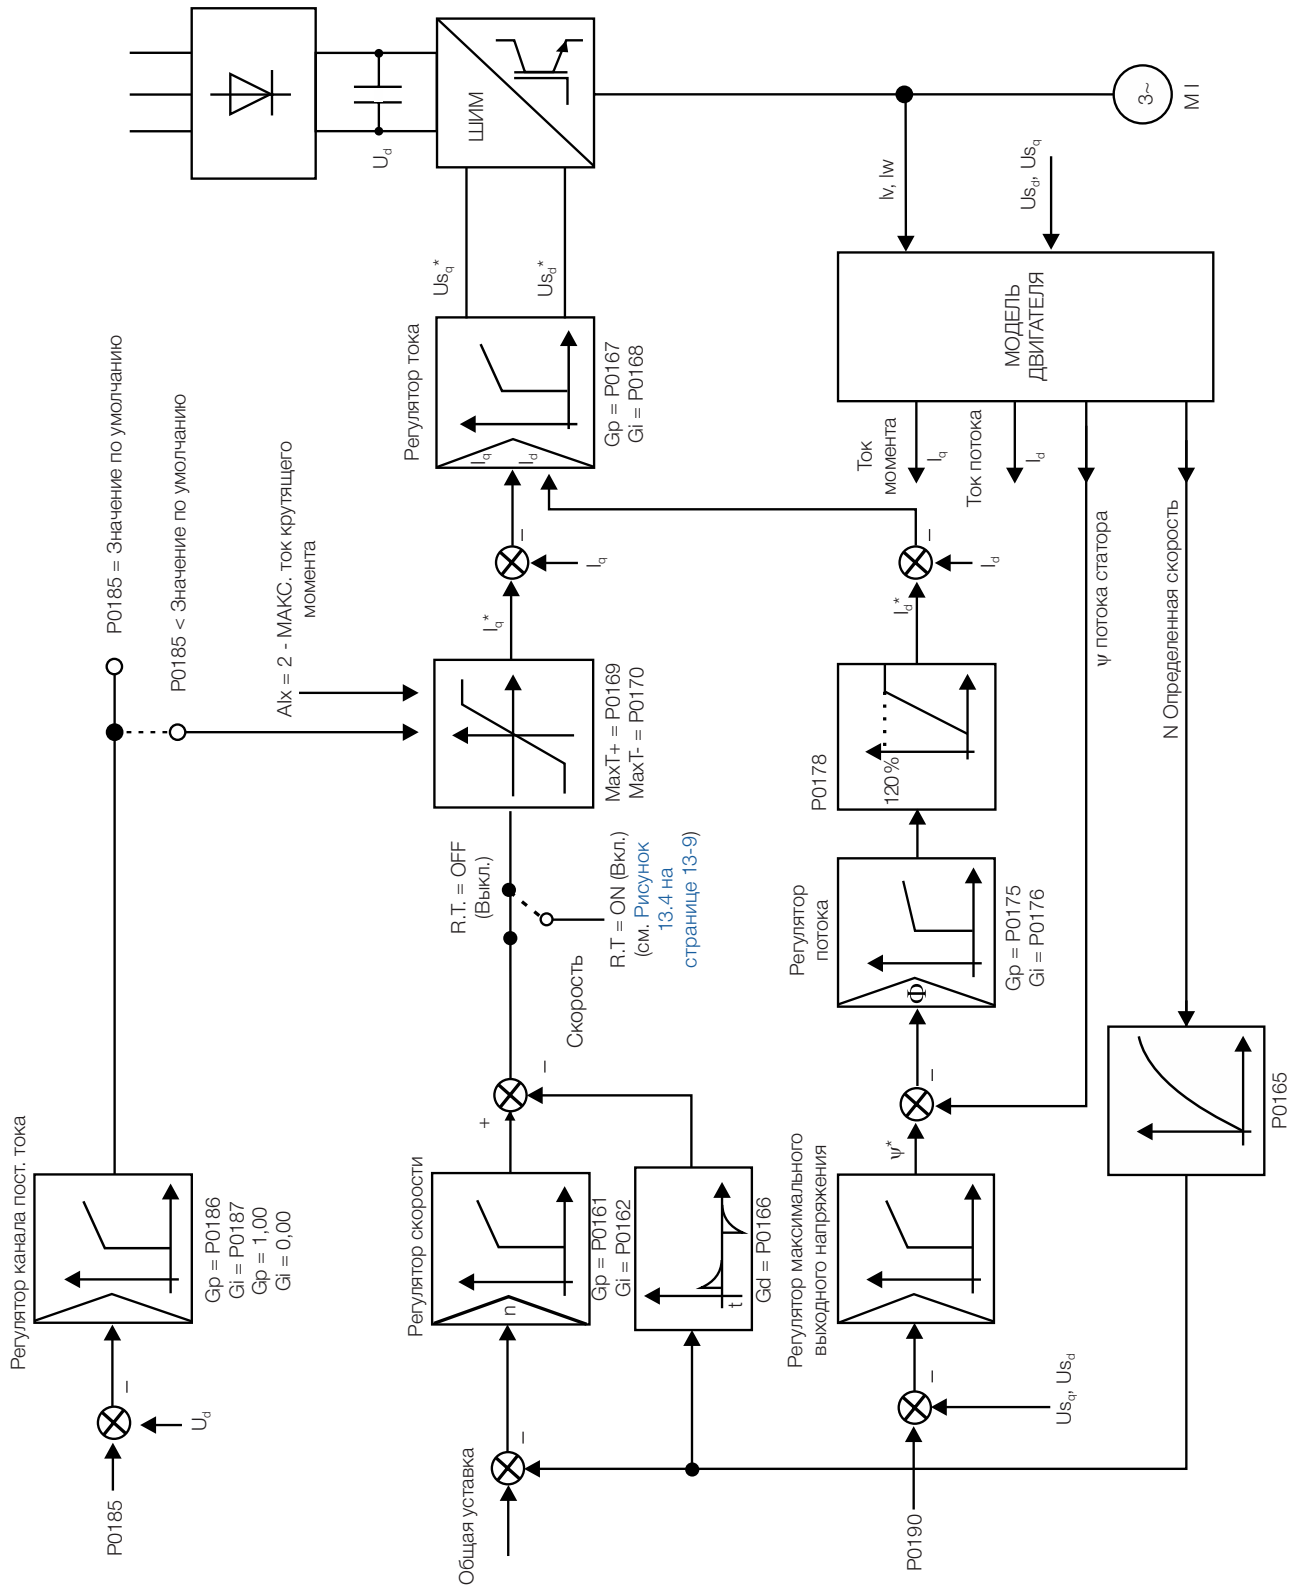 Регулятор канала пост. тока
P0185
U_d
–
Gp = P0186
Gi = P0187
Gp = 1,00
Gi = 0,00
P0185 = Значение по умолчанию
P0185 < Значение по умолчанию
AIx = 2 - МАКС. ток крутящего
момента
U_d
ШИМ
Общая уставка
–
Регулятор скорости
n
Gp = P0161
Gi = P0162
t
Gd = P0166
+
–
Скорость
R.T. = OFF
(Выкл.)
R.T = ON (Вкл.)
(см. Рисунок
13.4 на
странице 13-9)
MaxT+ = P0169
MaxT- = P0170
I_q*
–
I_q
Регулятор тока
I_q
I_d
Gp = P0167
Gi = P0168
Us_q*
Us_d*
P0190
–
Us_q, Us_d
Регулятор максимального
выходного напряжения
ψ*
–
Регулятор
потока
Φ
Gp = P0175
Gi = P0176
P0178
120%
I_d*
–
I_d
Ток
момента
I_q
Ток потока
I_d
ψ потока статора
N Определенная скорость
МОДЕЛЬ
ДВИГАТЕЛЯ
Iv, Iw
Us_d, Us_q
3~
M I
P0165